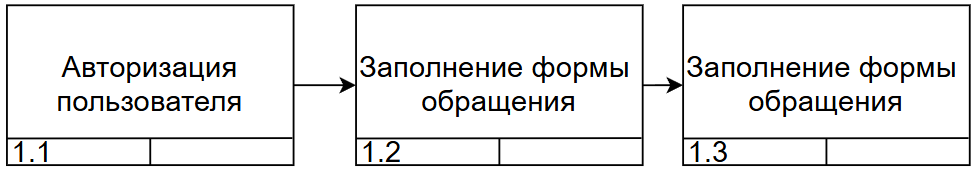 Авторизация
пользователя
1.1
Заполнение формы
обращения
1.2
Заполнение формы
обращения
1.3